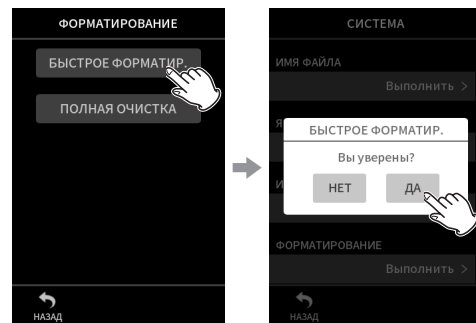 ФОРМАТИРОВАНИЕ
БЫСТРОЕ ФОРМАТИР.
ПОЛНАЯ ОЧИСТКА
НАЗАД
СИСТЕМА
ИМЯ ФАЙЛА
Выполнить >
Я
БЫСТРОЕ ФОРМАТИР.
Вы уверены?
НЕТ ДА
И
ФОРМАТИРОВАНИЕ
Выполнить >
НАЗАД